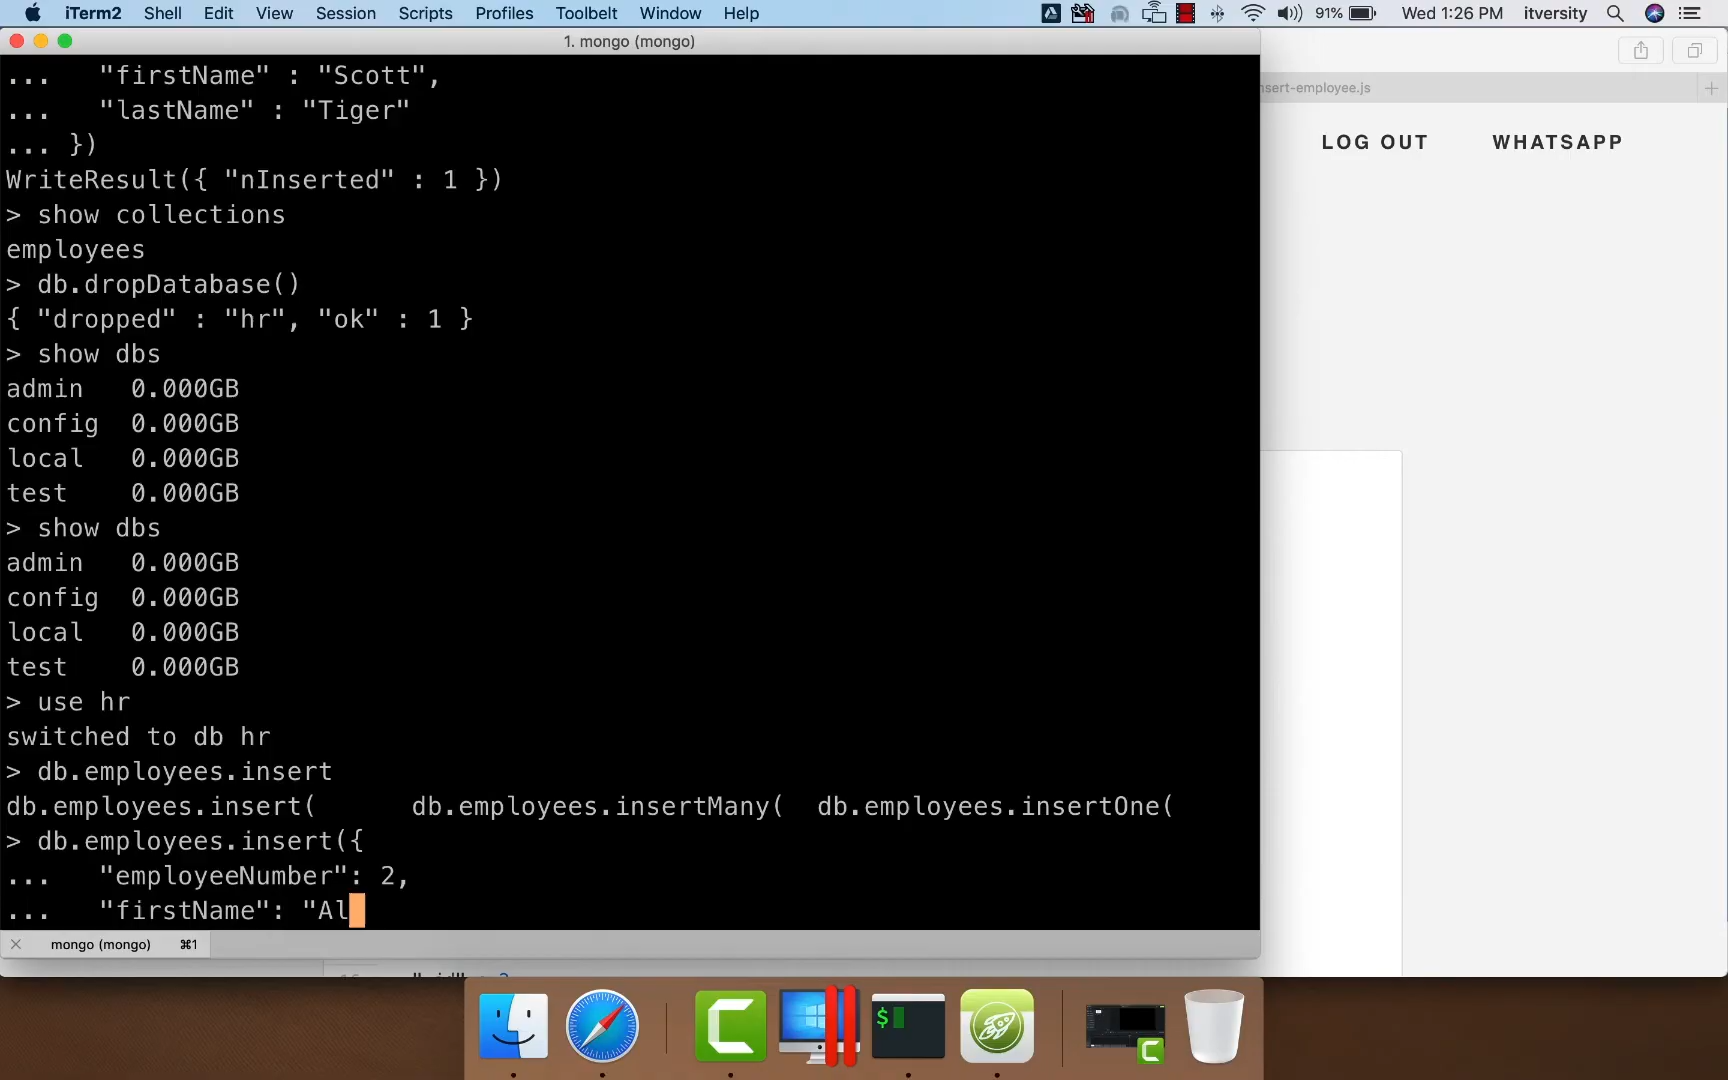 iTerm2 Shell Edit View Session Scripts Profiles Toolbelt Window Help 91% Wed 1:26 PM itversity
1. mongo (mongo)
nsert-employee.js
LOG OUT WHATSAPP
... "firstName" : "Scott",
... "lastName" : "Tiger"
... })
WriteResult({ "nInserted" : 1 })
> show collections
employees
> db.dropDatabase()
{ "dropped" : "hr", "ok" : 1 }
> show dbs
admin 0.000GB
config 0.000GB
local 0.000GB
test 0.000GB
> show dbs
admin 0.000GB
config 0.000GB
local 0.000GB
test 0.000GB
> use hr
switched to db hr
> db.employees.insert
db.employees.insert( db.employees.insertMany( db.employees.insertOne(
> db.employees.insert({
... "employeeNumber": 2,
... "firstName": "Al
mongo (mongo) ⌘1
$